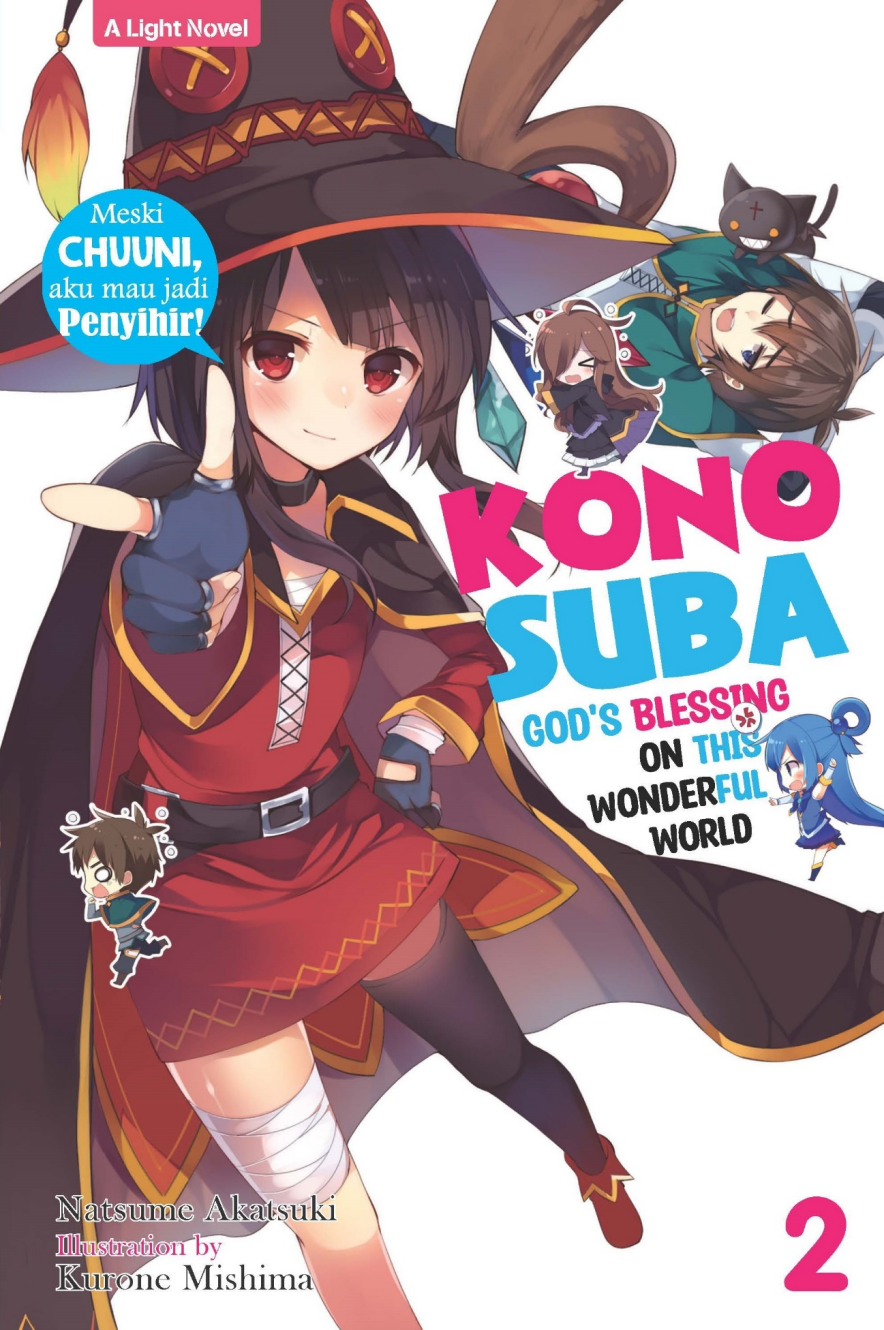 A Light Novel
Meski
CHUUNI,
aku mau jadi
Penyihir!
KONO
SUBA
GOD'S BLESSING
ON THIS
WONDERFUL
WORLD
Natsume Akatsuki
Illustration by
Kurone Mishima
2